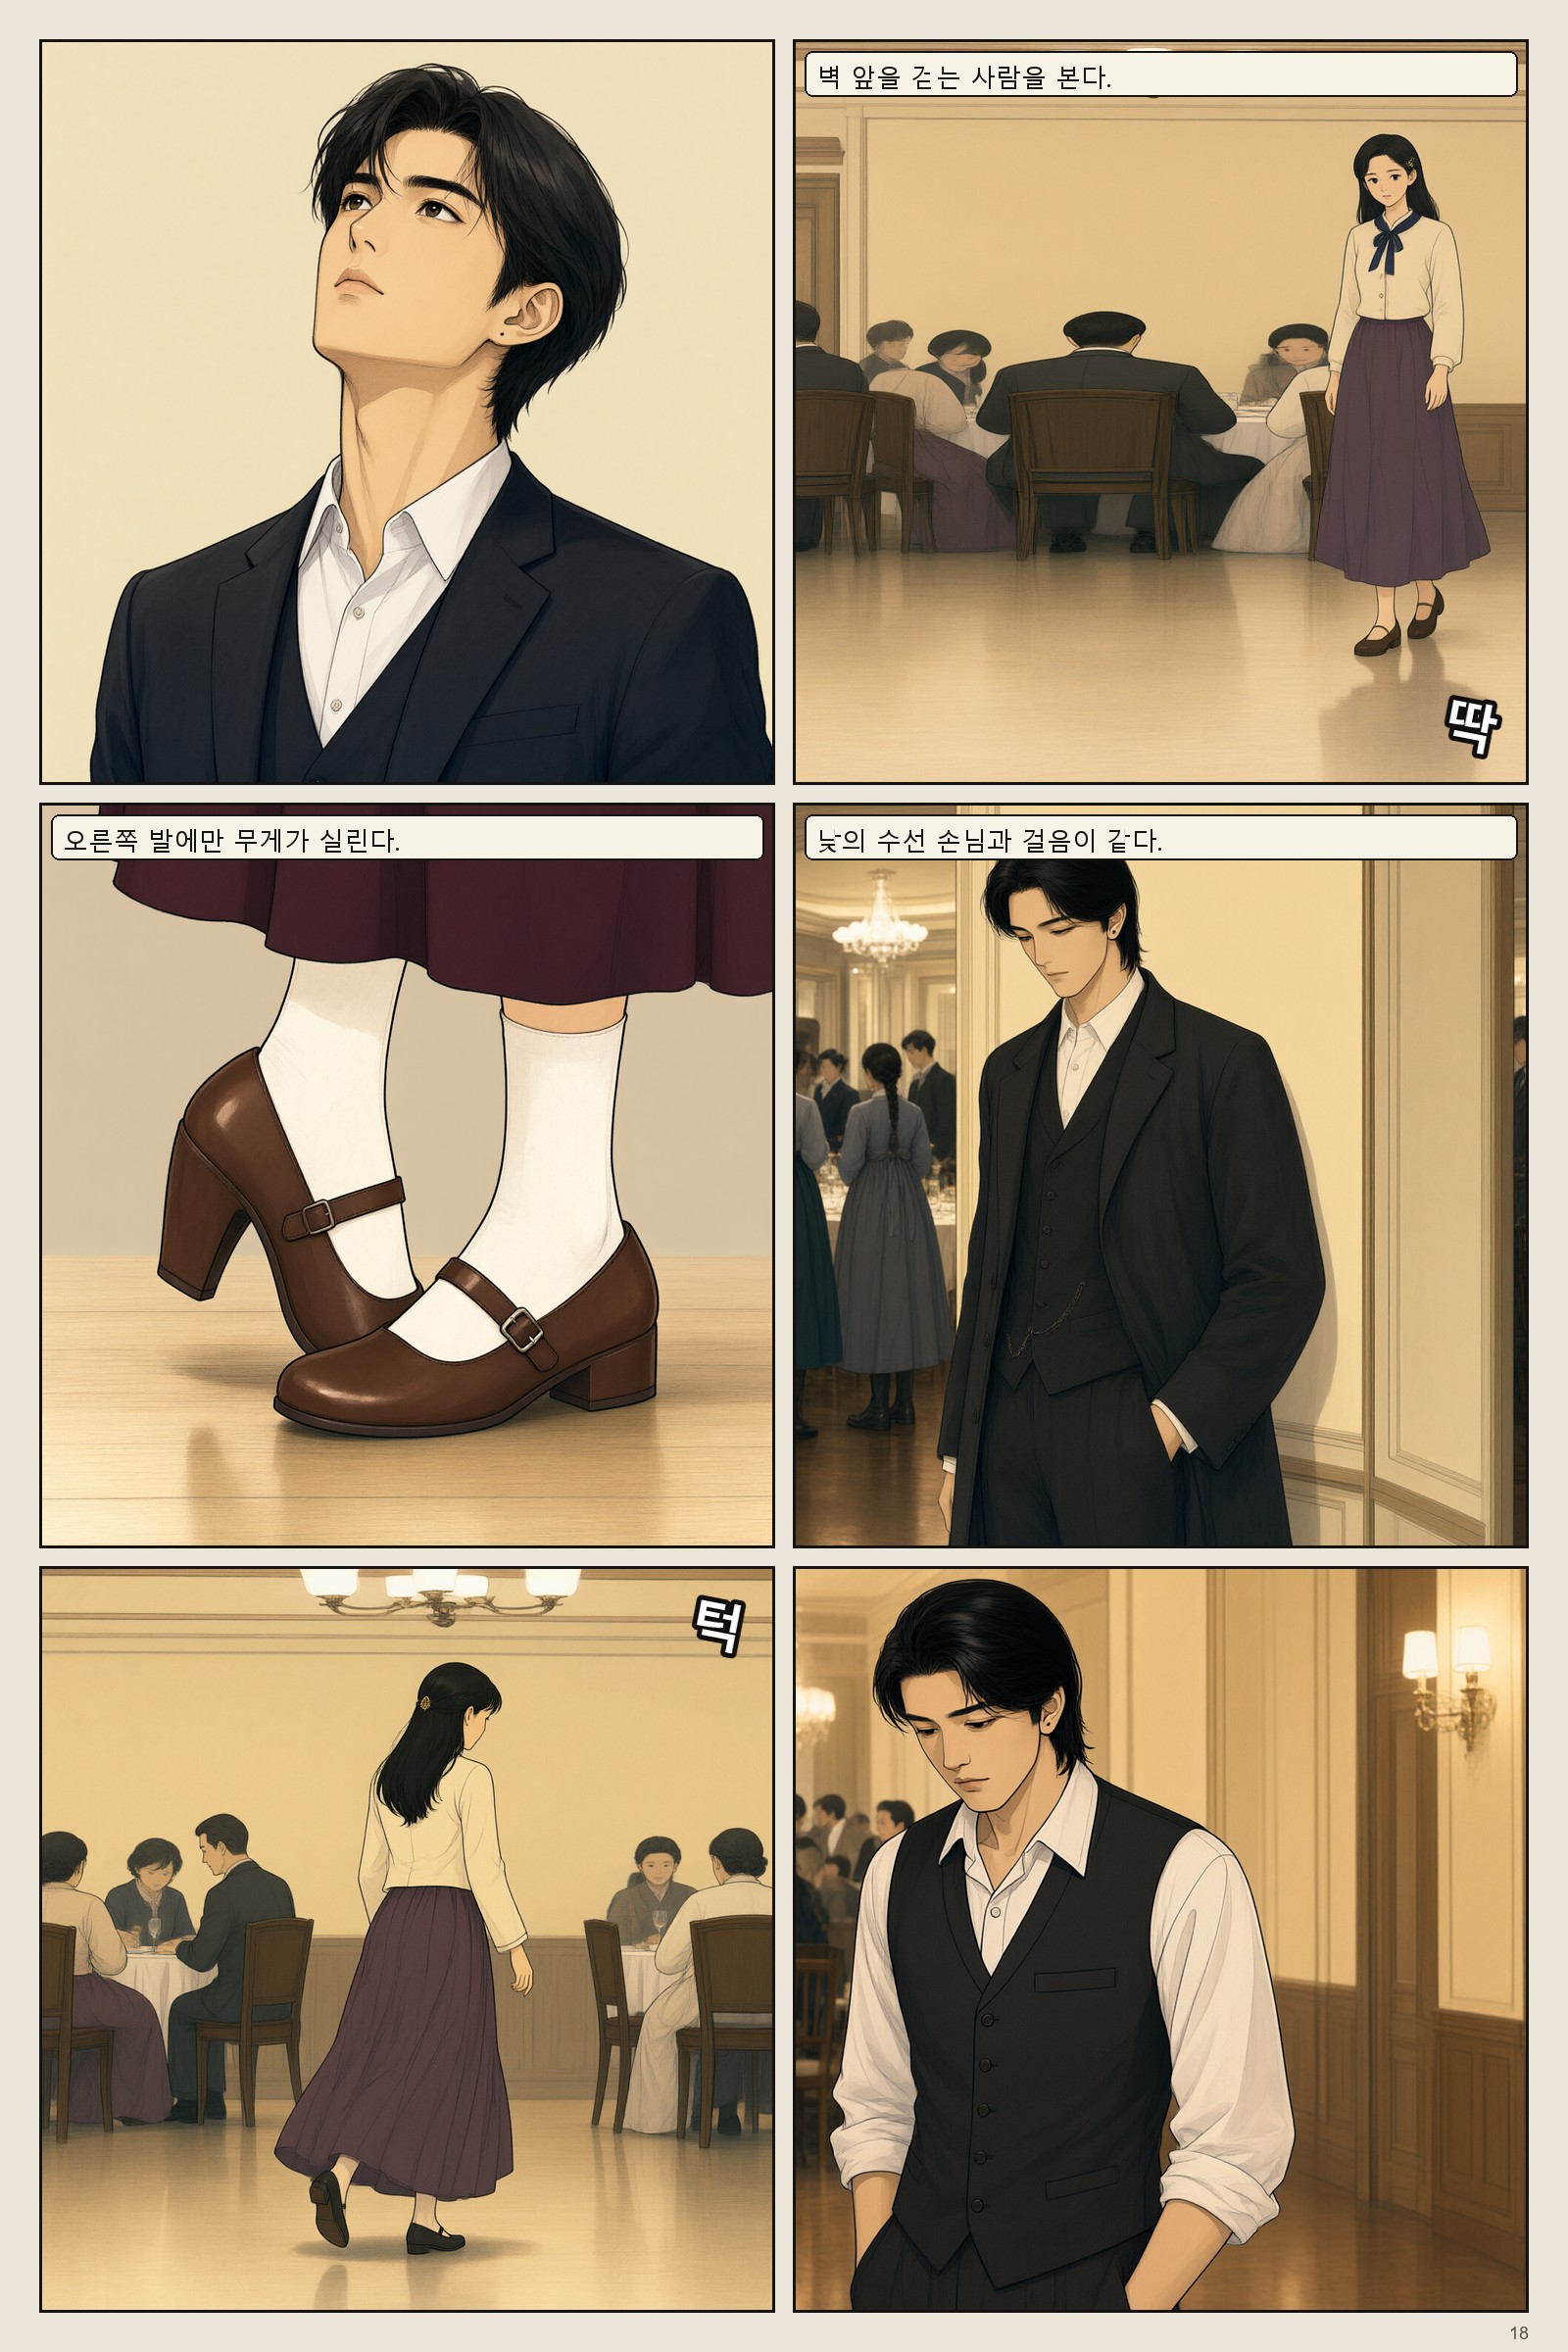 벽 앞을 걷는 사람을 본다.
딱
오른쪽 발에만 무게가 실린다.
낮의 수선 손님과 걸음이 같다.
턱
18